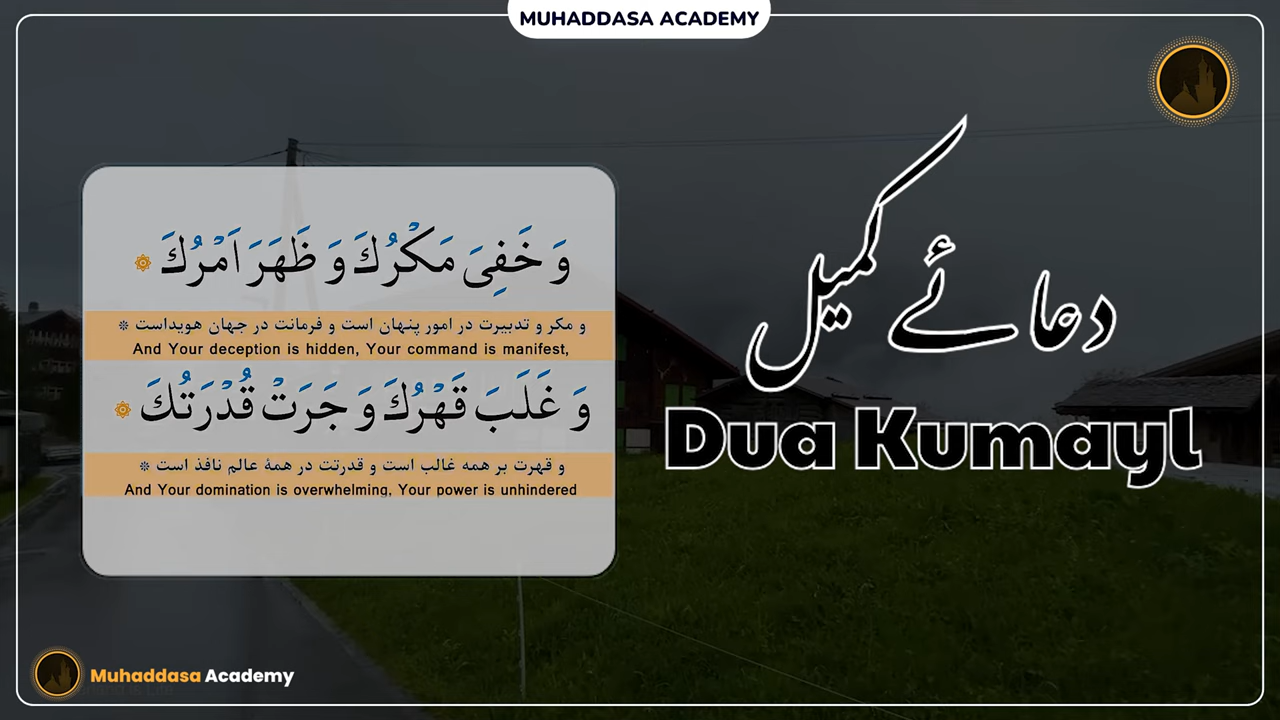 MUHADDASA ACADEMY
وَ خَفِىَ مَكْرُكَ وَ ظَهَرَ اَمْرُكَ ۞
و مکر و تدبیرت در امور پنهان است و فرمانت در جهان هویداست ۞
And Your deception is hidden, Your command is manifest,
وَ غَلَبَ قَهْرُكَ وَ جَرَتْ قُدْرَتُكَ ۞
و قهرت بر همه غالب است و قدرتت در همهٔ عالم نافذ است ۞
And Your domination is overwhelming, Your power is unhindered
دعائے کمیل
Dua Kumayl
Muhaddasa Academy